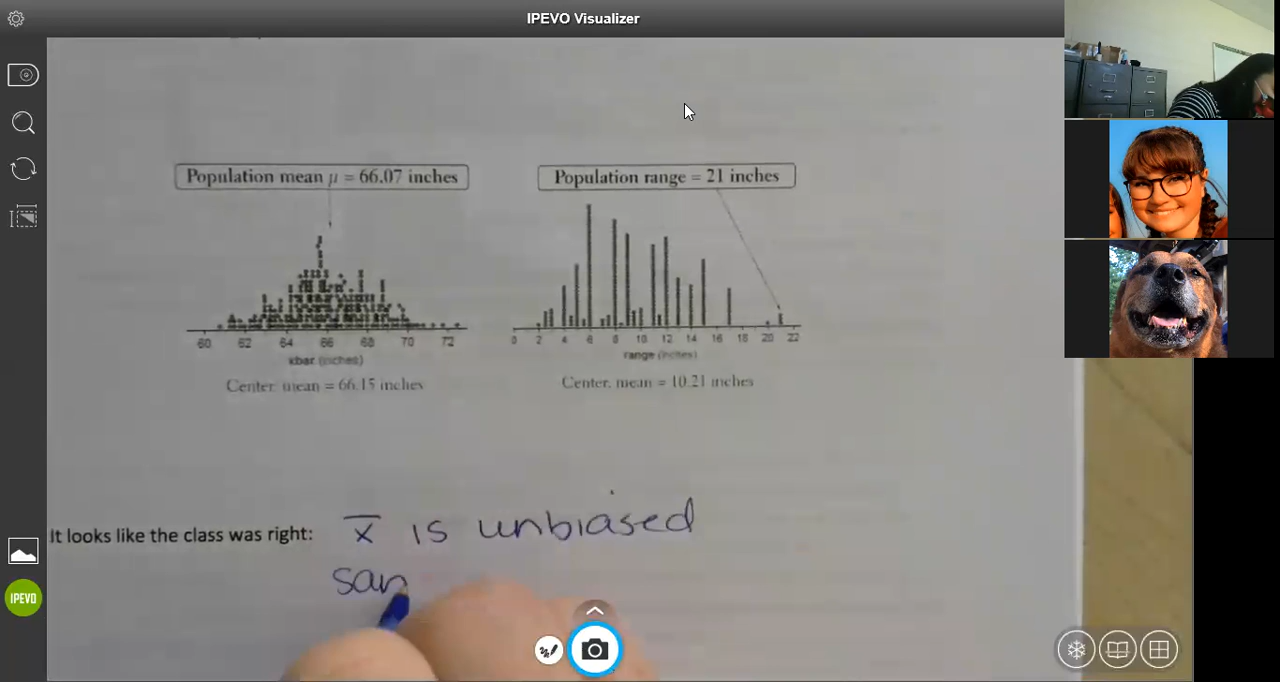 IPEVO Visualizer
Population mean μ = 66.07 inches
Population range = 21 inches
60 62 64 66 68 70 72
0 2 4 6 8 10 12 14 16 18 20 22
xbar (inches)
range (inches)
Center: mean = 66.15 inches
Center: mean = 10.21 inches
It looks like the class was right: x̅ is unbiased
sam
IPEVO